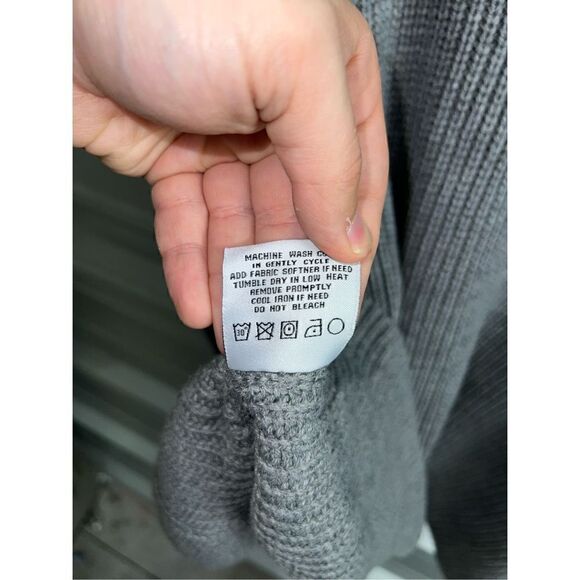 MACHINE WASH
IN GENTLY CYCLE
ADD FABRIC SOFTNER IF NEED
TUMBLE DRY IN LOW HEAT
REMOVE PROMPTLY
COOL IRON IF NEED
DO NOT BLEACH
30